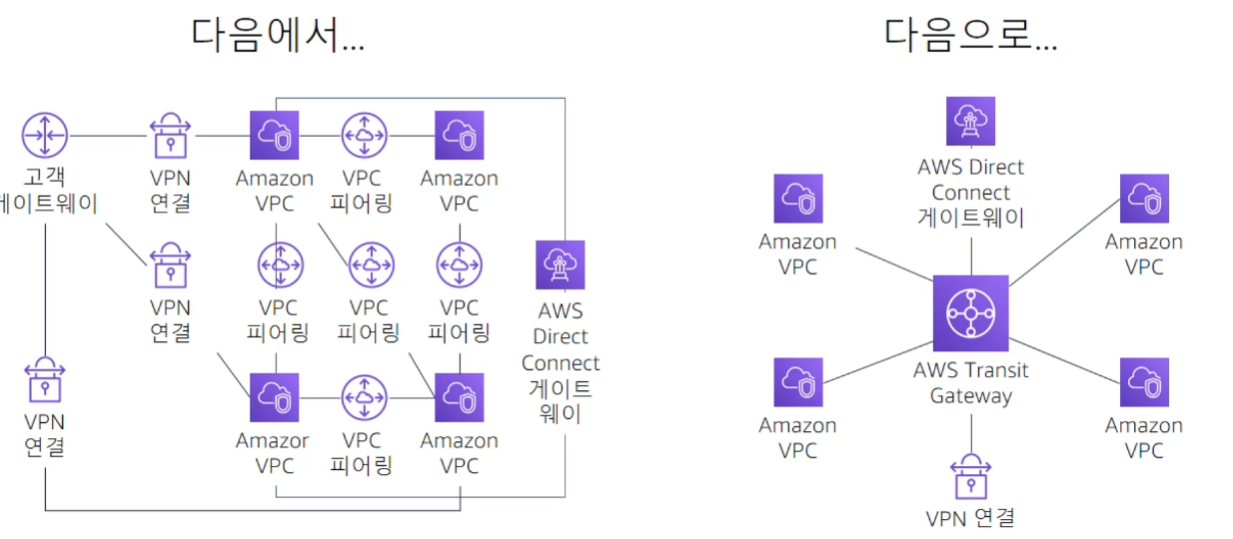 다음에서...
다음으로...
고객
게이트웨이
VPN
연결
Amazon
VPC
VPC
피어링
Amazon
VPC
VPN
연결
VPC
피어링
VPC
피어링
VPC
피어링
AWS
Direct
Connect
게이트
웨이
VPN
연결
Amazor
VPC
VPC
피어링
Amazon
VPC
AWS Direct
Connect
게이트웨이
Amazon
VPC
Amazon
VPC
AWS Transit
Gateway
Amazon
VPC
Amazon
VPC
VPN 연결